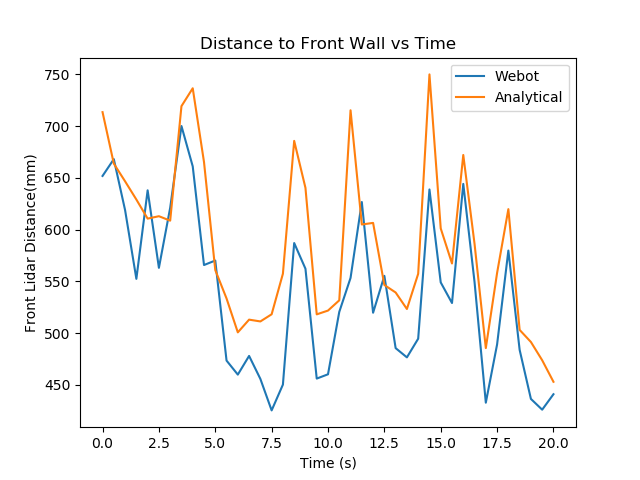 Distance to Front Wall vs Time
Webot
Analytical
750
700
650
600
550
500
450
Front Lidar Distance(mm)
0.0 2.5 5.0 7.5 10.0 12.5 15.0 17.5 20.0
Time (s)